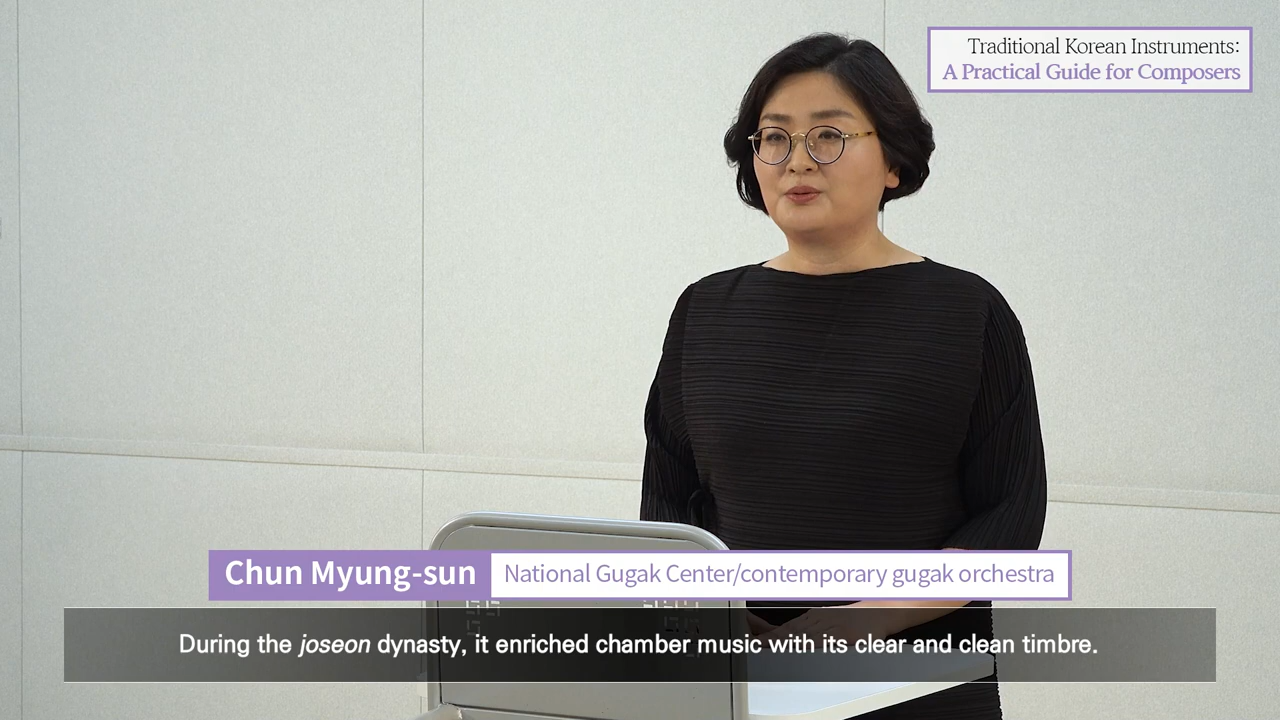 Traditional Korean Instruments:
A Practical Guide for Composers
Chun Myung-sun National Gugak Center/contemporary gugak orchestra
During the joseon dynasty, it enriched chamber music with its clear and clean timbre.